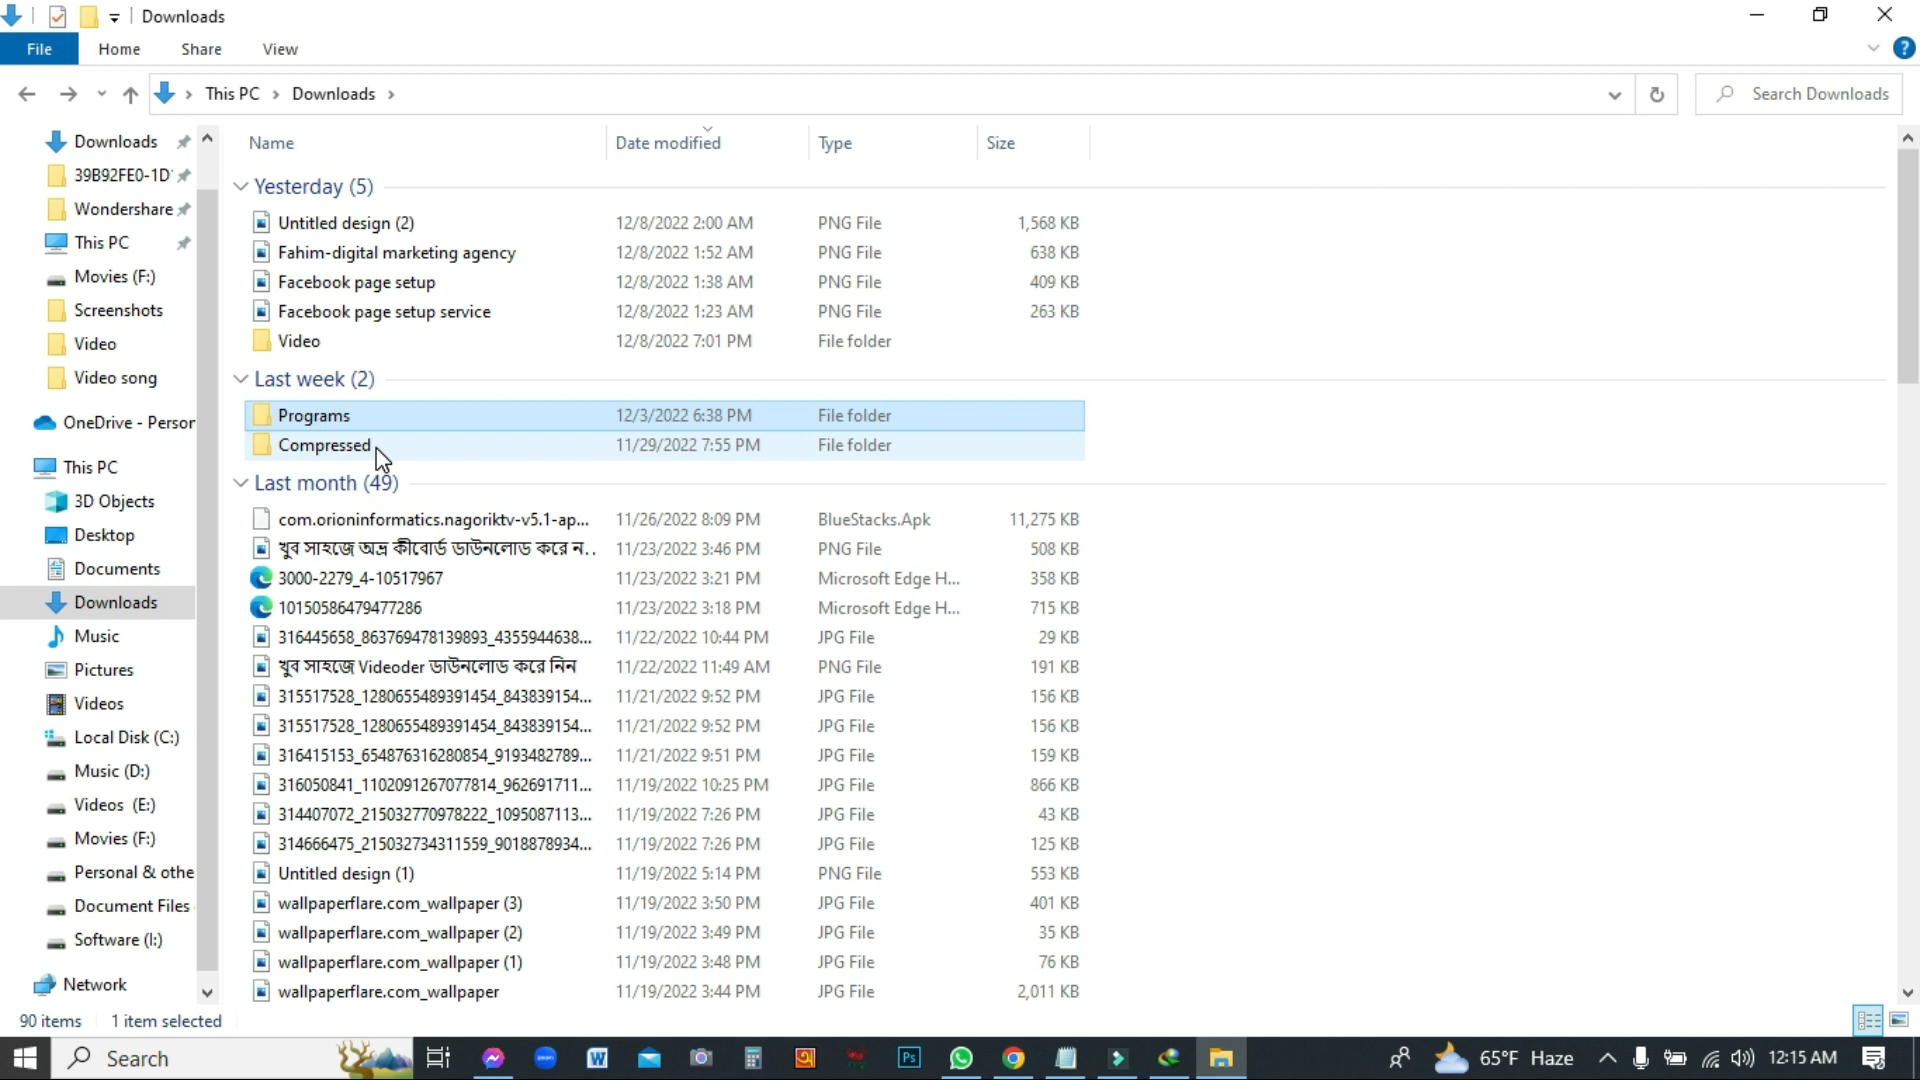 Downloads
File Home Share View
This PC Downloads
Search Downloads
Downloads
39B92FE0-1D
Wondershare
This PC
Movies (F:)
Screenshots
Video
Video song
OneDrive - Person
This PC
3D Objects
Desktop
Documents
Downloads
Music
Pictures
Videos
Local Disk (C:)
Music (D:)
Videos (E:)
Movies (F:)
Personal & othe
Document Files
Software (I:)
Network
Name Date modified Type Size
Yesterday (5)
Untitled design (2) 12/8/2022 2:00 AM PNG File 1,568 KB
Fahim-digital marketing agency 12/8/2022 1:52 AM PNG File 638 KB
Facebook page setup 12/8/2022 1:38 AM PNG File 409 KB
Facebook page setup service 12/8/2022 1:23 AM PNG File 263 KB
Video 12/8/2022 7:01 PM File folder
Last week (2)
Programs 12/3/2022 6:38 PM File folder
Compressed 11/29/2022 7:55 PM File folder
Last month (49)
com.orioninformatics.nagoriktv-v5.1-ap... 11/26/2022 8:09 PM BlueStacks.Apk 11,275 KB
খুব সাহজে অভ্র কীবোর্ড ডাউনলোড করে ন... 11/23/2022 3:46 PM PNG File 508 KB
3000-2279_4-10517967 11/23/2022 3:21 PM Microsoft Edge H... 358 KB
10150586479477286 11/23/2022 3:18 PM Microsoft Edge H... 715 KB
316445658_863769478139893_4355944638... 11/22/2022 10:44 PM JPG File 29 KB
খুব সাহজে Videoder ডাউনলোড করে নিন 11/22/2022 11:49 AM PNG File 191 KB
315517528_1280655489391454_843839154... 11/21/2022 9:52 PM JPG File 156 KB
315517528_1280655489391454_843839154... 11/21/2022 9:52 PM JPG File 156 KB
316415153_654876316280854_9193482789... 11/21/2022 9:51 PM JPG File 159 KB
316050841_1102091267077814_962691711... 11/19/2022 10:25 PM JPG File 866 KB
314407072_215032770978222_1095087113... 11/19/2022 7:26 PM JPG File 43 KB
314666475_215032734311559_9018878934... 11/19/2022 7:26 PM JPG File 125 KB
Untitled design (1) 11/19/2022 5:14 PM PNG File 553 KB
wallpaperflare.com_wallpaper (3) 11/19/2022 3:50 PM JPG File 401 KB
wallpaperflare.com_wallpaper (2) 11/19/2022 3:49 PM JPG File 35 KB
wallpaperflare.com_wallpaper (1) 11/19/2022 3:48 PM JPG File 76 KB
wallpaperflare.com_wallpaper 11/19/2022 3:44 PM JPG File 2,011 KB
90 items 1 item selected
Search
65°F Haze 12:15 AM